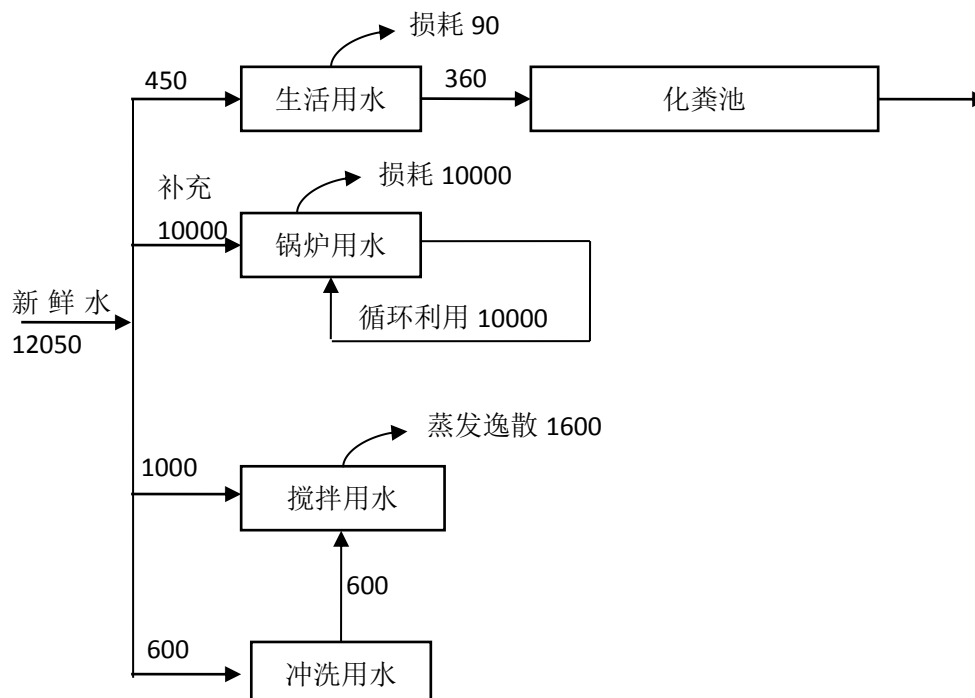 损耗 90
450
生活用水
360
化粪池
补充
10000
损耗 10000
锅炉用水
循环利用 10000
新 鲜 水
12050
蒸发逸散 1600
1000
搅拌用水
600
600
冲洗用水